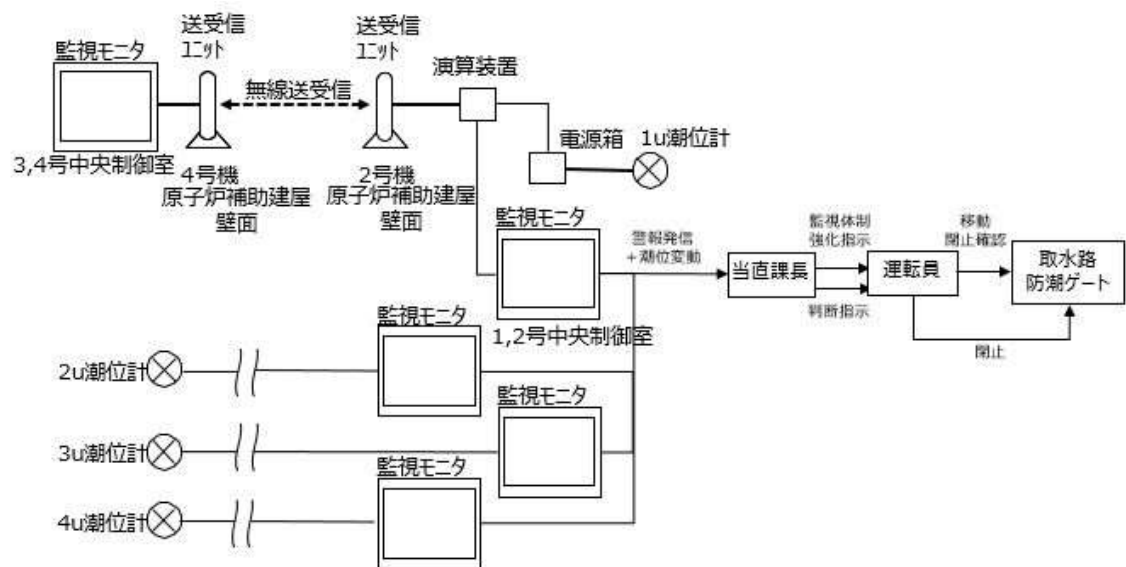 監視モニタ
送受信
ユニット
無線送受信
送受信
ユニット
演算装置
電源箱
1u潮位計
3,4号中央制御室
4号機
原子炉補助建屋
壁面
2号機
原子炉補助建屋
壁面
監視モニタ
1,2号中央制御室
警報発信
+潮位変動
当直課長
監視体制
強化指示
判断指示
運転員
移動
閉止確認
閉止
取水路
防潮ゲート
2u潮位計
監視モニタ
3u潮位計
監視モニタ
4u潮位計
監視モニタ